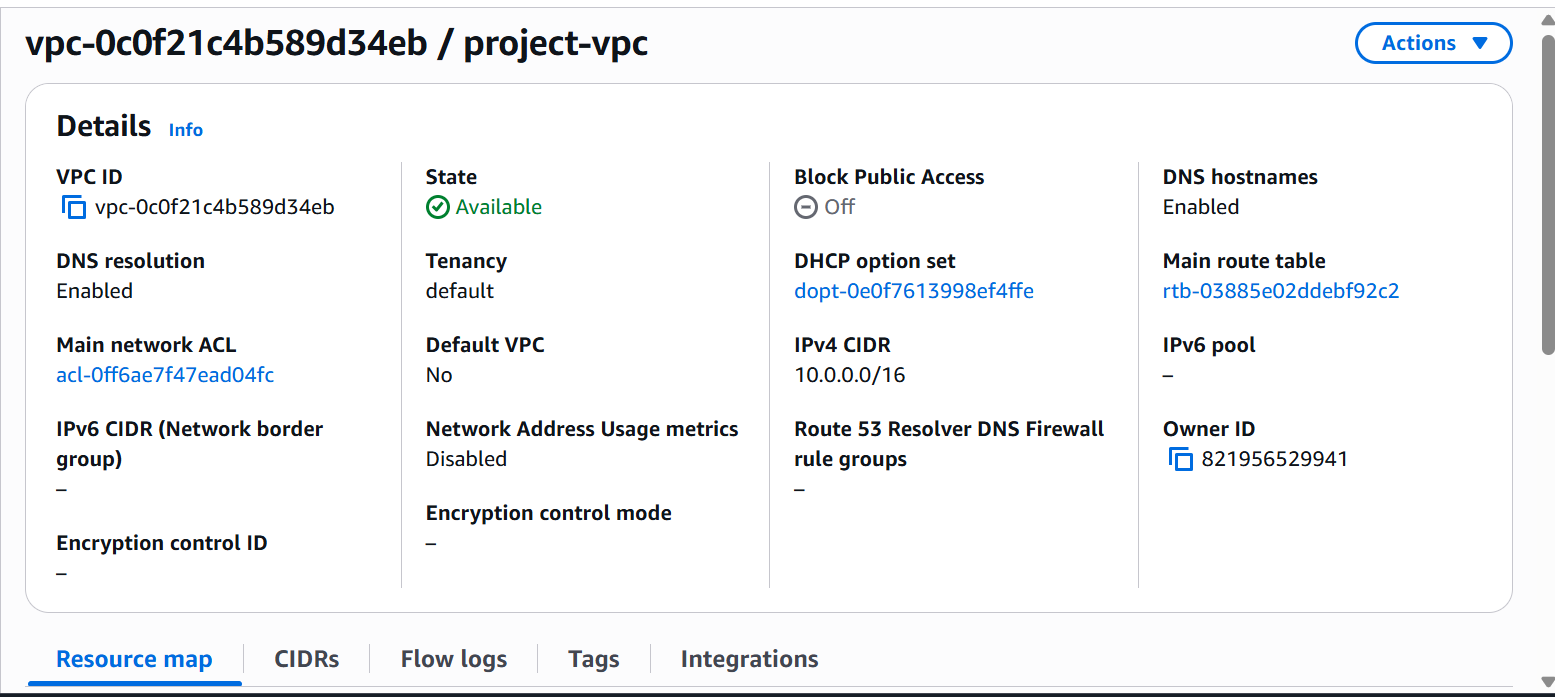 vpc-0c0f21c4b589d34eb / project-vpc
Actions
Details Info
VPC ID
vpc-0c0f21c4b589d34eb
State
Available
Block Public Access
Off
DNS hostnames
Enabled
DNS resolution
Enabled
Tenancy
default
DHCP option set
dopt-0e0f7613998ef4ffe
Main route table
rtb-03885e02ddebf92c2
Main network ACL
acl-0ff6ae7f47ead04fc
Default VPC
No
IPv4 CIDR
10.0.0.0/16
IPv6 pool
–
IPv6 CIDR (Network border
group)
–
Network Address Usage metrics
Disabled
Route 53 Resolver DNS Firewall
rule groups
–
Owner ID
821956529941
Encryption control ID
–
Encryption control mode
–
Resource map
CIDRs
Flow logs
Tags
Integrations